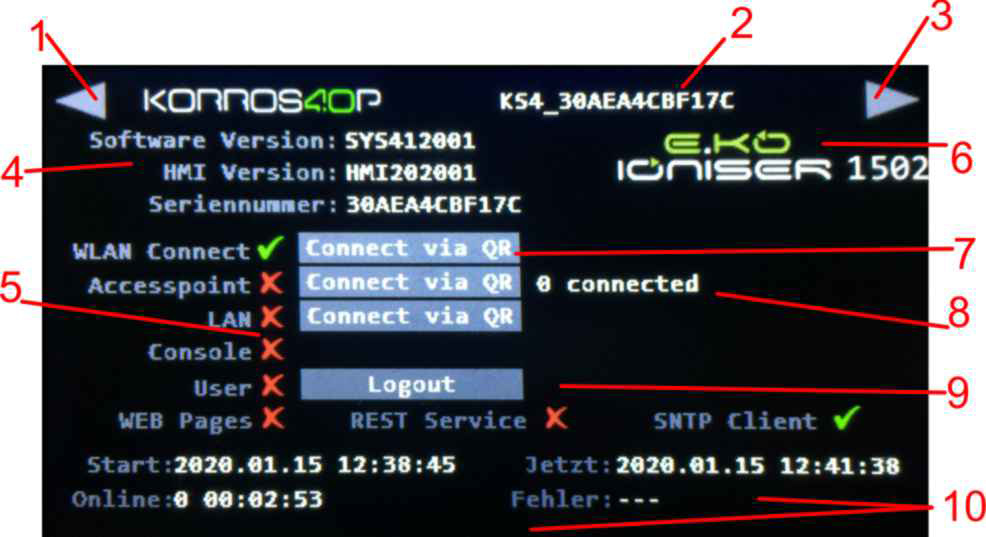 1
2
3
KORROS4.0P KS4_30AEA4CBF17C
Software Version: SYS412001
E.KO
4
HMI Version: HMI202001
IONISER 1502
6
Seriennummer: 30AEA4CBF17C
WLAN Connect ✔ Connect via QR
7
5
Accesspoint ✗ Connect via QR 0 connected
8
LAN ✗ Connect via QR
Console ✗
User ✗ Logout
9
WEB Pages ✗ REST Service ✗ SNTP Client ✔
Start:2020.01.15 12:38:45 Jetzt:2020.01.15 12:41:38
Online:0 00:02:53 Fehler:---
10